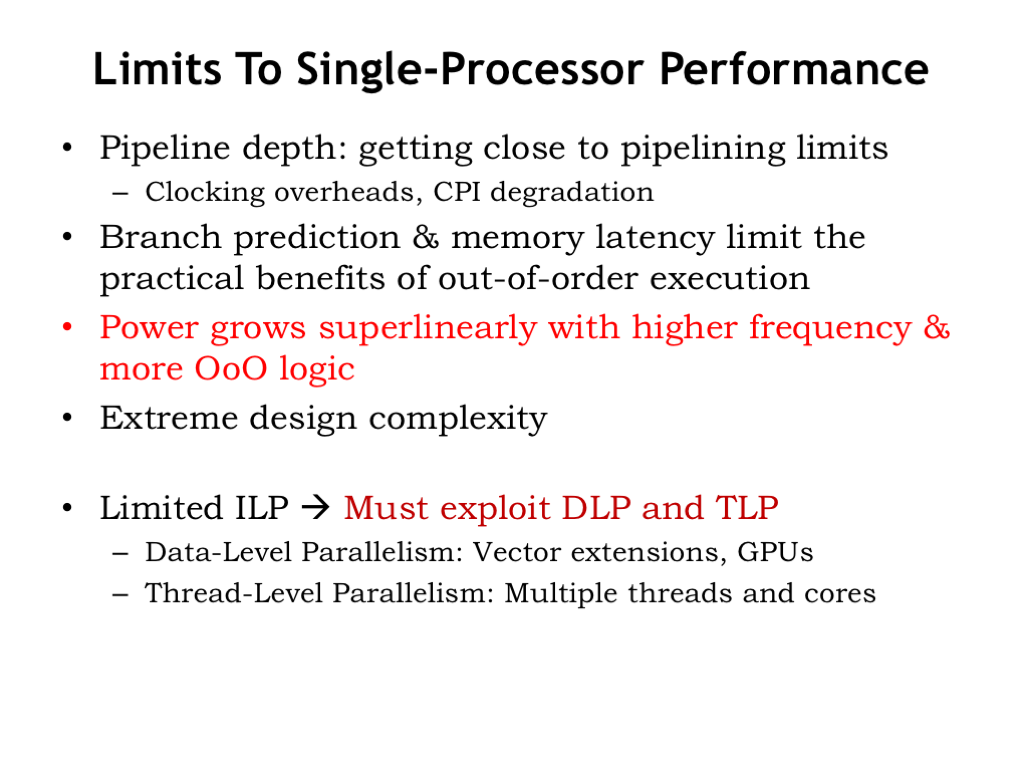 Limits To Single-Processor Performance
• Pipeline depth: getting close to pipelining limits
– Clocking overheads, CPI degradation
• Branch prediction & memory latency limit the
practical benefits of out-of-order execution
• Power grows superlinearly with higher frequency &
more OoO logic
• Extreme design complexity
• Limited ILP → Must exploit DLP and TLP
– Data-Level Parallelism: Vector extensions, GPUs
– Thread-Level Parallelism: Multiple threads and cores